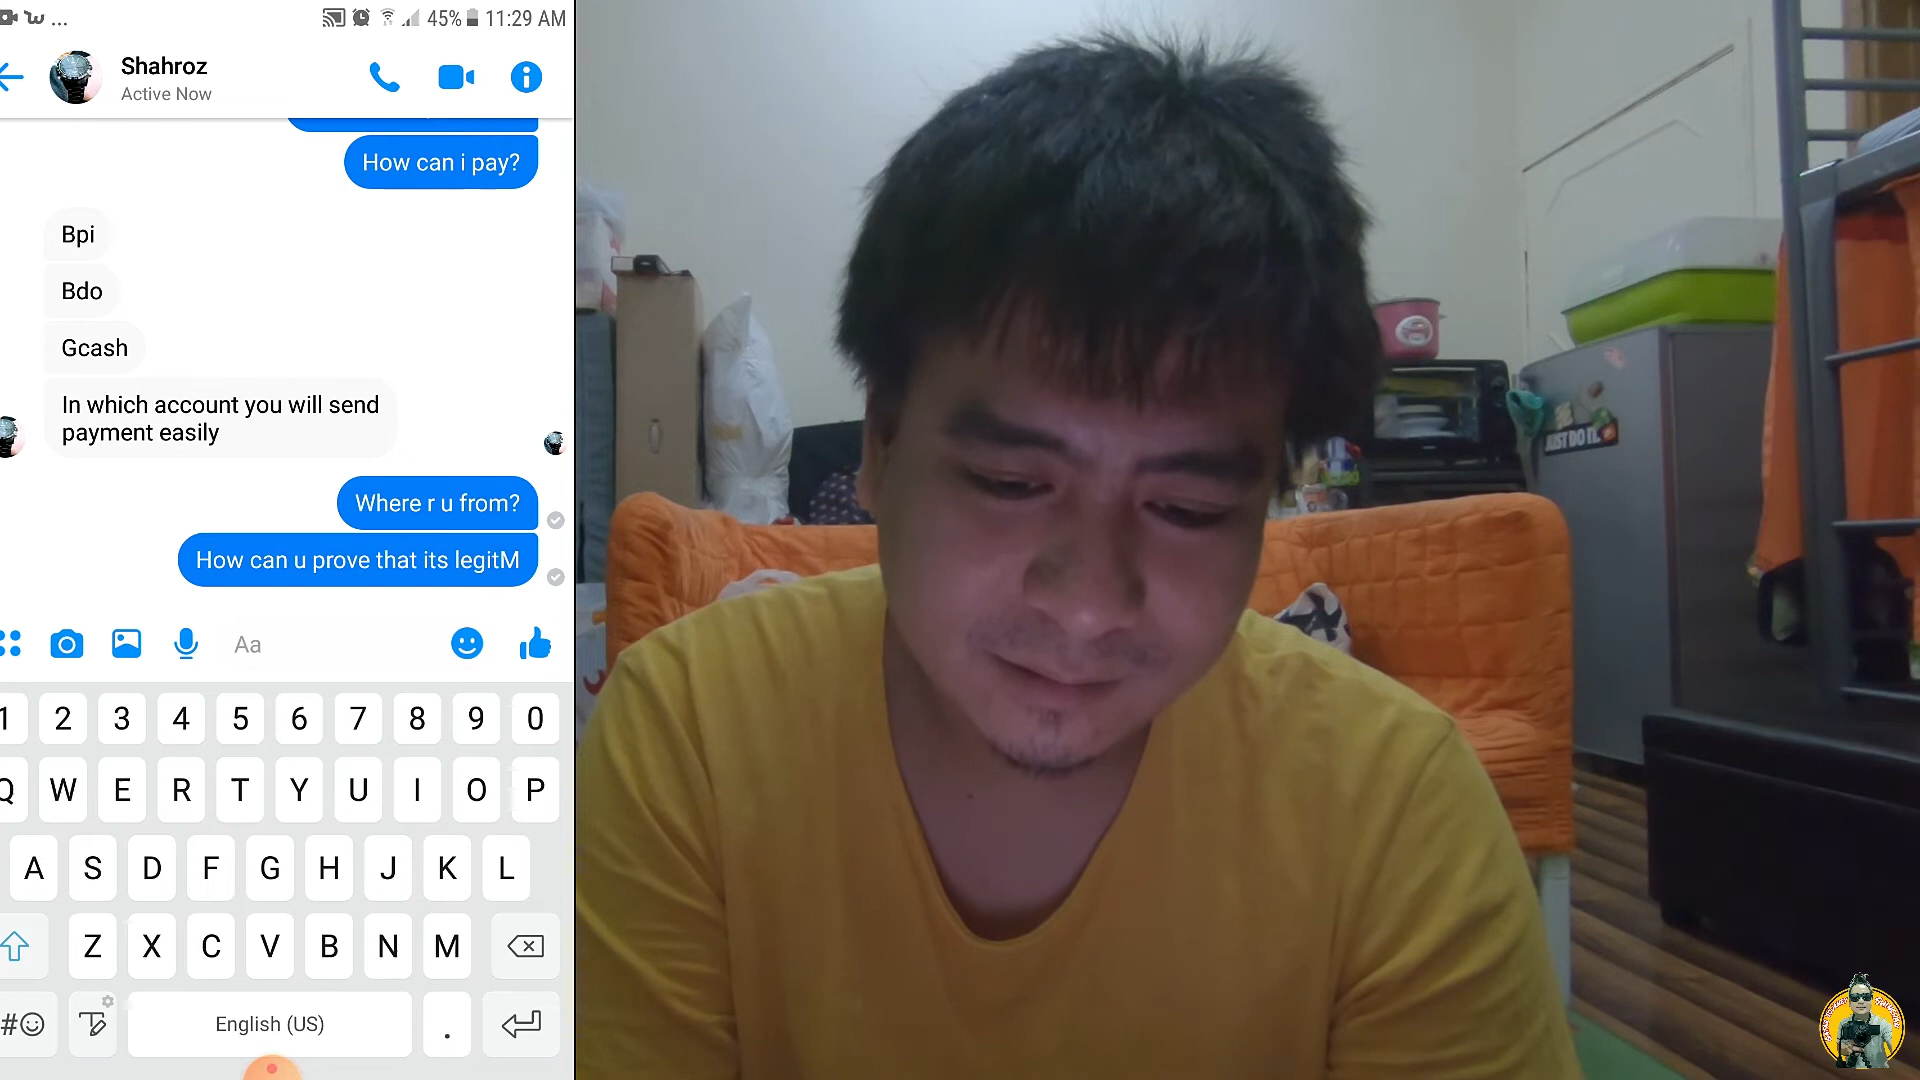 ... 45% 11:29 AM
Shahroz
Active Now
How can i pay?
Bpi
Bdo
Gcash
In which account you will send
payment easily
Where r u from?
How can u prove that its legitM
Aa
1 2 3 4 5 6 7 8 9 0
Q W E R T Y U I O P
A S D F G H J K L
Z X C V B N M
#
English (US)
.
JUST DO IT.